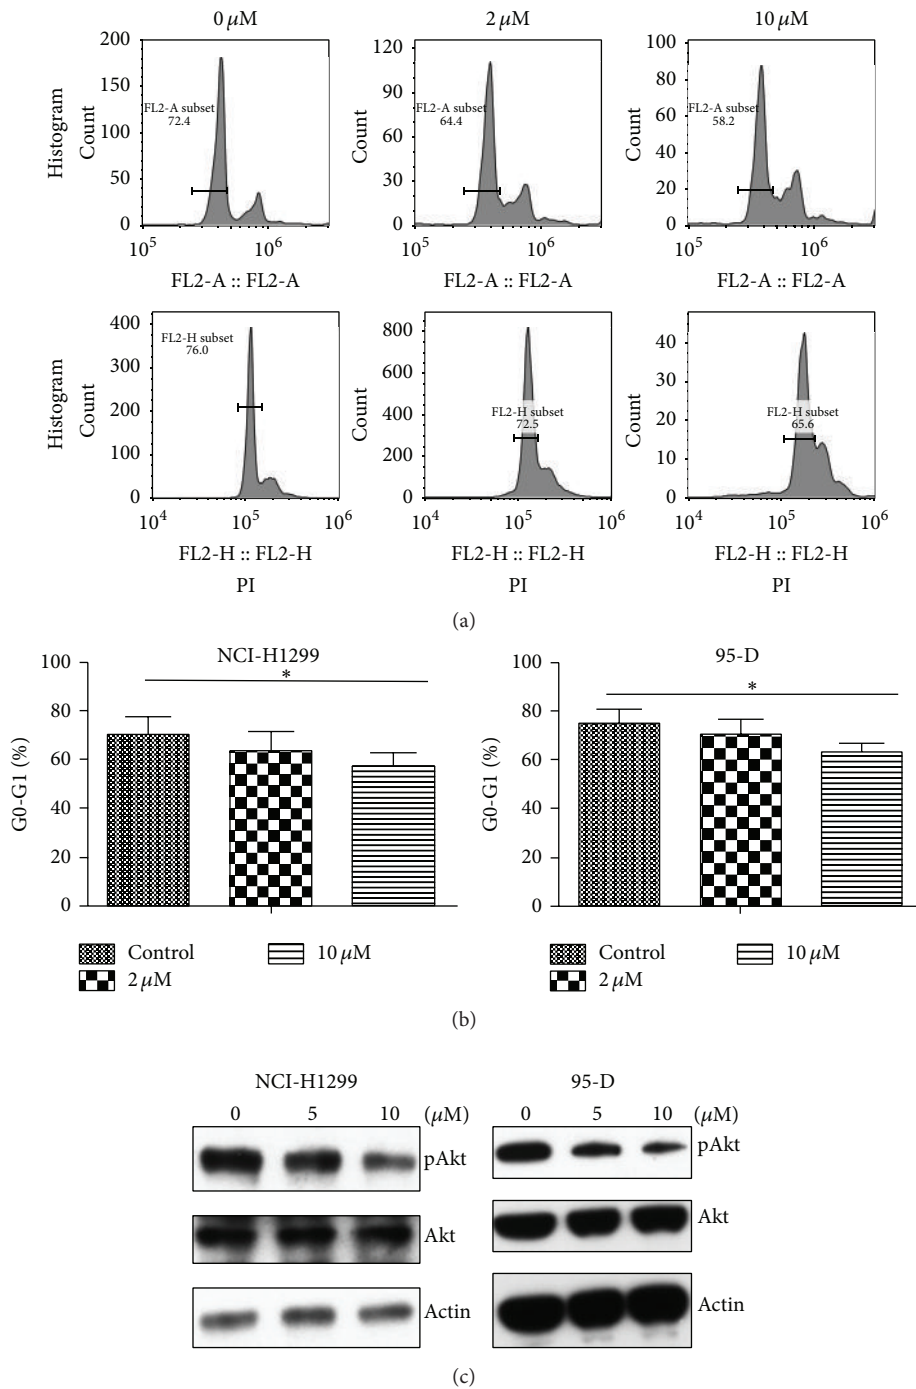 0 μM 2 μM 10 μM
Histogram
Count
200
150
100
50
0
FL2-A subset
72.4
10^5 10^6
FL2-A :: FL2-A
Count
120
90
60
30
0
FL2-A subset
64.4
10^5 10^6
FL2-A :: FL2-A
Count
100
80
60
40
20
0
FL2-A subset
58.2
10^5 10^6
FL2-A :: FL2-A
Histogram
Count
400
300
200
100
0
FL2-H subset
76.0
10^4 10^5 10^6
FL2-H :: FL2-H
PI
Count
800
600
400
200
0
FL2-H subset
72.5
10^4 10^5 10^6
FL2-H :: FL2-H
PI
Count
40
30
20
10
0
FL2-H subset
65.6
10^4 10^5 10^6
FL2-H :: FL2-H
PI
(a)
NCI-H1299
*
G0-G1 (%)
100
80
60
40
20
0
Control
2 μM
10 μM
95-D
*
G0-G1 (%)
100
80
60
40
20
0
Control
2 μM
10 μM
(b)
NCI-H1299
0 5 10 (μM)
pAkt
Akt
Actin
95-D
0 5 10 (μM)
pAkt
Akt
Actin
(c)